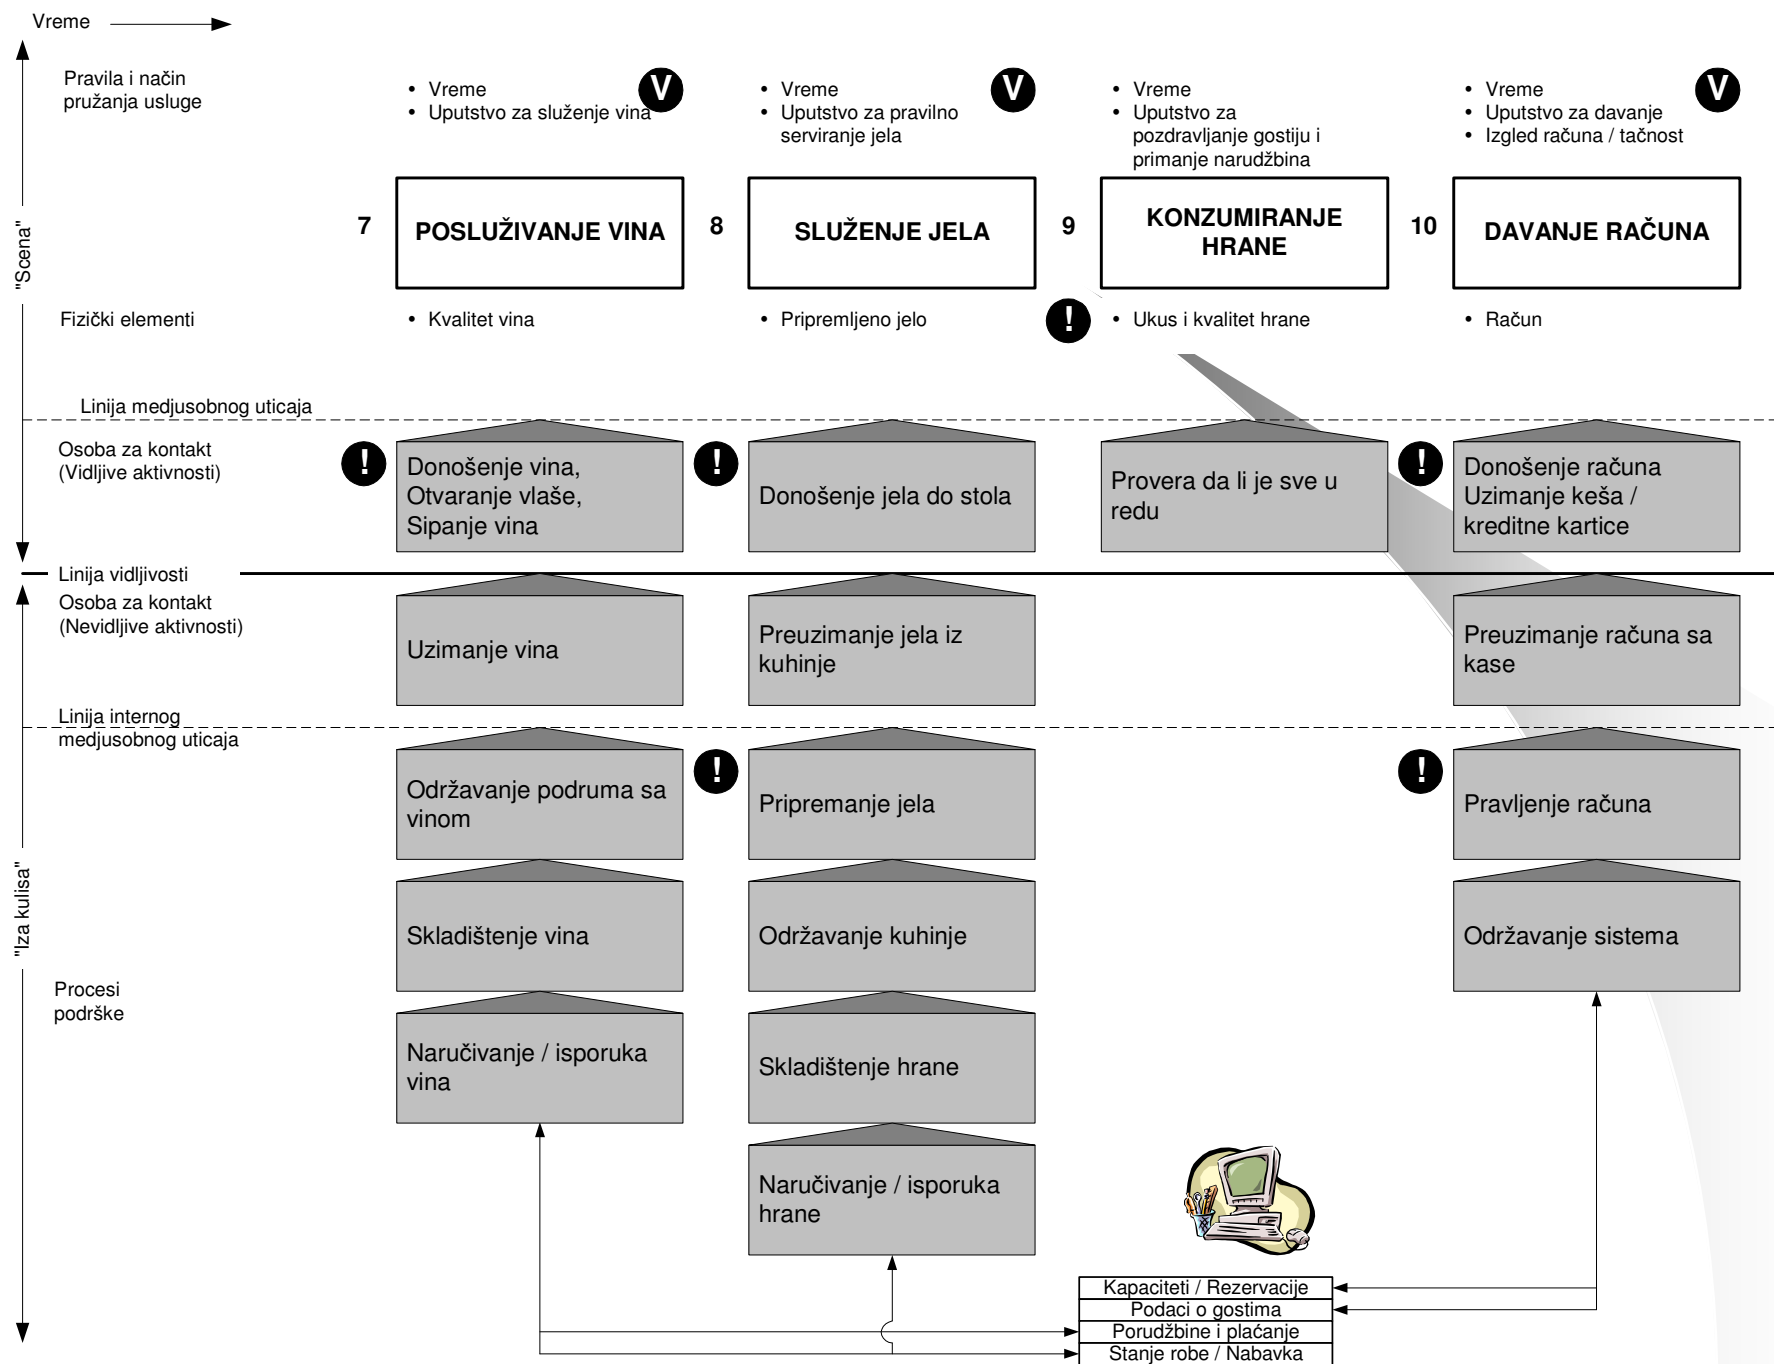 Vreme
Pravila i način
pružanja usluge
• Vreme
• Uputstvo za služenje vina
V
• Vreme
• Uputstvo za pravilno
serviranje jela
V
• Vreme
• Uputstvo za
pozdravljanje gostiju i
primanje narudžbina
• Vreme
• Uputstvo za davanje
• Izgled računa / tačnost
V
"Scena"
7
POSLUŽIVANJE VINA
8
SLUŽENJE JELA
9
KONZUMIRANJE
HRANE
10
DAVANJE RAČUNA
Fizički elementi
• Kvalitet vina
• Pripremljeno jelo
!
• Ukus i kvalitet hrane
• Račun
Linija medjusobnog uticaja
Osoba za kontakt
(Vidljive aktivnosti)
!
Donošenje vina,
Otvaranje vlaše,
Sipanje vina
!
Donošenje jela do stola
Provera da li je sve u
redu
!
Donošenje računa
Uzimanje keša /
kreditne kartice
Linija vidljivosti
Osoba za kontakt
(Nevidljive aktivnosti)
Uzimanje vina
Preuzimanje jela iz
kuhinje
Preuzimanje računa sa
kase
Linija internog
medjusobnog uticaja
"Iza kulisa"
Održavanje podruma sa
vinom
!
Pripremanje jela
!
Pravljenje računa
Skladištenje vina
Održavanje kuhinje
Održavanje sistema
Procesi
podrške
Naručivanje / isporuka
vina
Skladištenje hrane
Naručivanje / isporuka
hrane
Kapaciteti / Rezervacije
Podaci o gostima
Porudžbine i plaćanje
Stanje robe / Nabavka